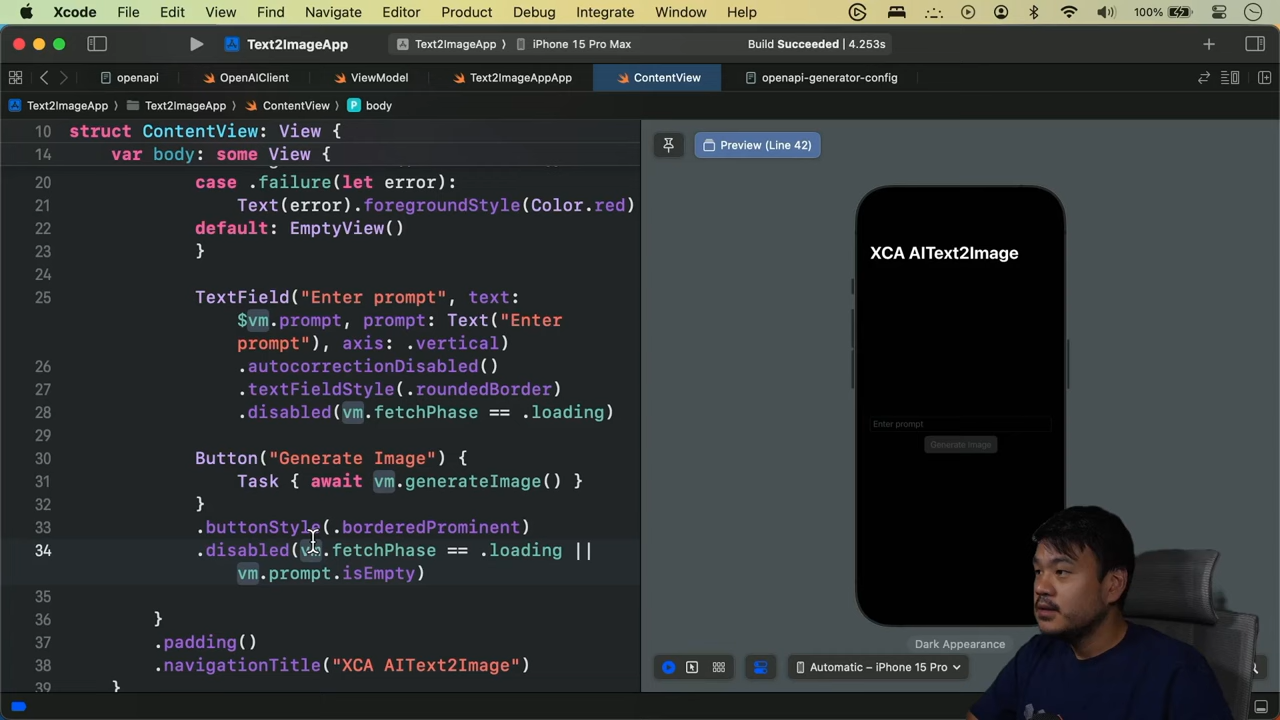 Xcode File Edit View Find Navigate Editor Product Debug Integrate Window Help 100%
Text2ImageApp Text2ImageApp 〉 iPhone 15 Pro Max Build Succeeded | 4.253s
openapi OpenAIClient ViewModel Text2ImageAppApp ContentView openapi-generator-config
Text2ImageApp 〉 Text2ImageApp 〉 ContentView 〉 P body
10 struct ContentView: View {
14 var body: some View {
20 case .failure(let error):
21 Text(error).foregroundStyle(Color.red)
22 default: EmptyView()
23 }
24
25 TextField("Enter prompt", text:
$vm.prompt, prompt: Text("Enter
prompt"), axis: .vertical)
26 .autocorrectionDisabled()
27 .textFieldStyle(.roundedBorder)
28 .disabled(vm.fetchPhase == .loading)
29
30 Button("Generate Image") {
31 Task { await vm.generateImage() }
32 }
33 .buttonStyle(.borderedProminent)
34 .disabled(vm.fetchPhase == .loading ||
vm.prompt.isEmpty)
35
36 }
37 .padding()
38 .navigationTitle("XCA AIText2Image")
39 }
Preview (Line 42)
XCA AIText2Image
Enter prompt
Generate Image
Dark Appearance
Automatic – iPhone 15 Pro